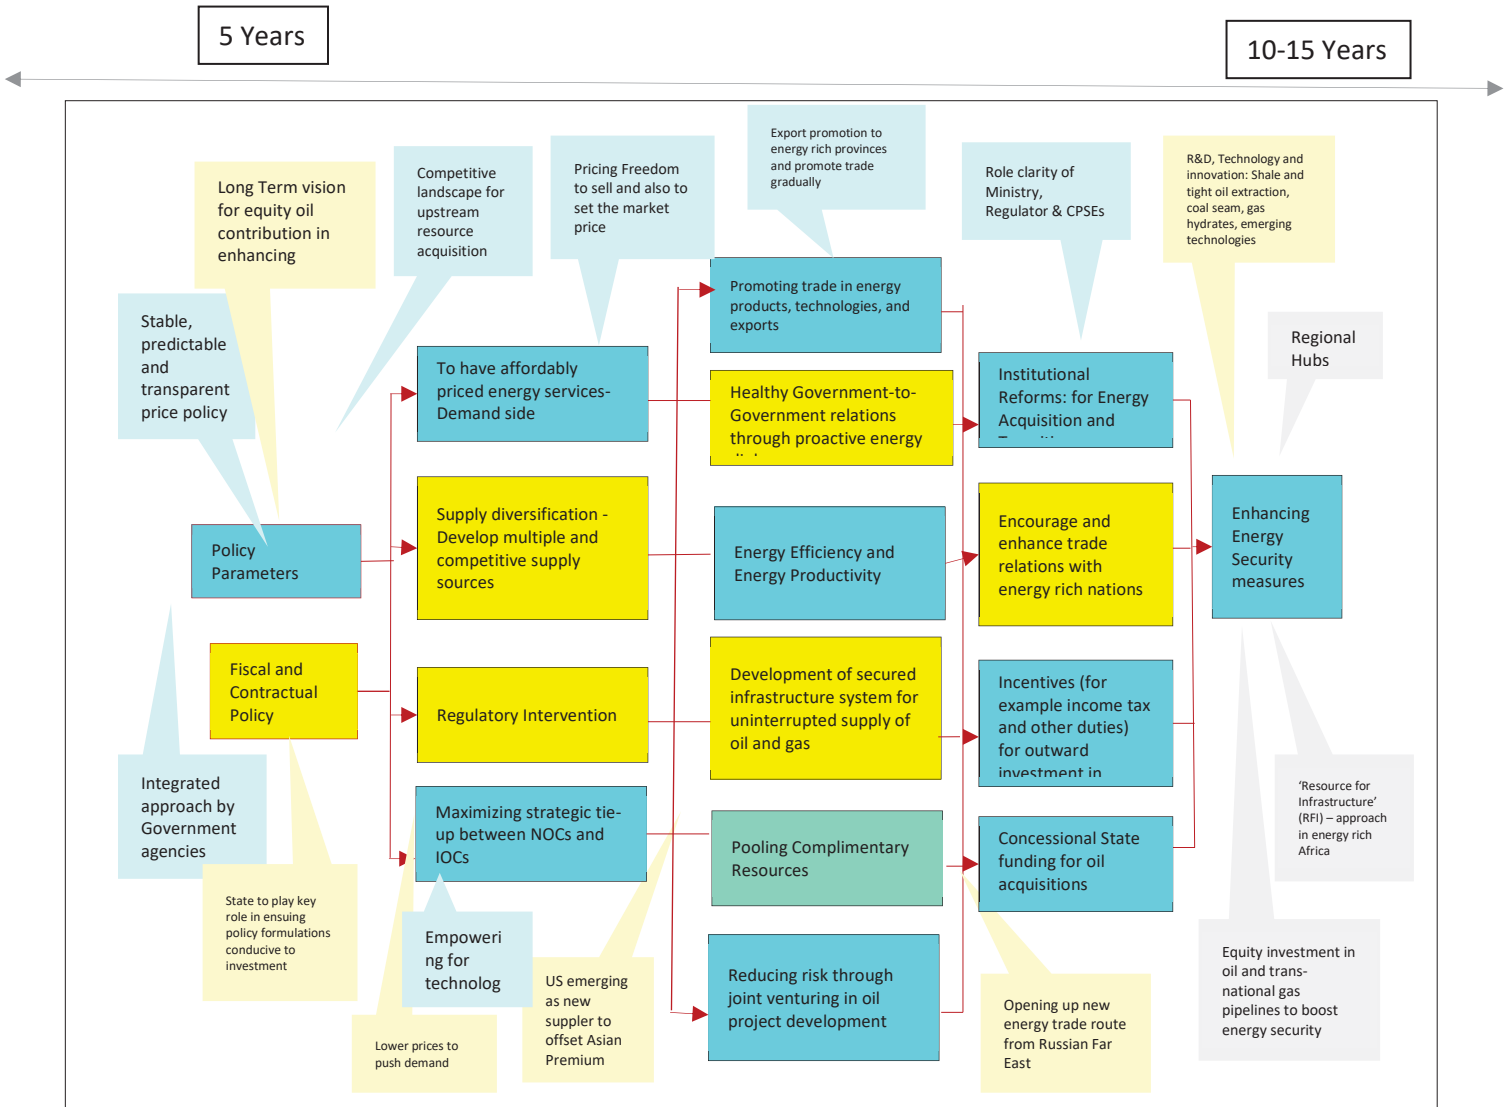 5 Years
10-15 Years
Long Term vision
for equity oil
contribution in
enhancing
Competitive
landscape for
upstream
resource
acquisition
Pricing Freedom
to sell and also to
set the market
price
Export promotion to
energy rich provinces
and promote trade
gradually
Role clarity of
Ministry,
Regulator & CPSEs
R&D, Technology and
innovation: Shale and
tight oil extraction,
coal seam, gas
hydrates, emerging
technologies
Stable,
predictable
and
transparent
price policy
Regional
Hubs
Policy
Parameters
Fiscal and
Contractual
Policy
Integrated
approach by
Government
agencies
State to play key
role in ensuing
policy formulations
conducive to
investment
To have affordably
priced energy services-
Demand side
Supply diversification -
Develop multiple and
competitive supply
sources
Regulatory Intervention
Maximizing strategic tie-
up between NOCs and
IOCs
Empoweri
ng for
technolog
Lower prices to
push demand
US emerging
as new
suppler to
offset Asian
Premium
Promoting trade in energy
products, technologies, and
exports
Healthy Government-to-
Government relations
through proactive energy
Energy Efficiency and
Energy Productivity
Development of secured
infrastructure system for
uninterrupted supply of
oil and gas
Pooling Complimentary
Resources
Reducing risk through
joint venturing in oil
project development
Institutional
Reforms: for Energy
Acquisition and
Encourage and
enhance trade
relations with
energy rich nations
Incentives (for
example income tax
and other duties)
for outward
investment in
Concessional State
funding for oil
acquisitions
Opening up new
energy trade route
from Russian Far
East
Enhancing
Energy
Security
measures
‘Resource for
Infrastructure’
(RFI) – approach
in energy rich
Africa
Equity investment in
oil and trans-
national gas
pipelines to boost
energy security